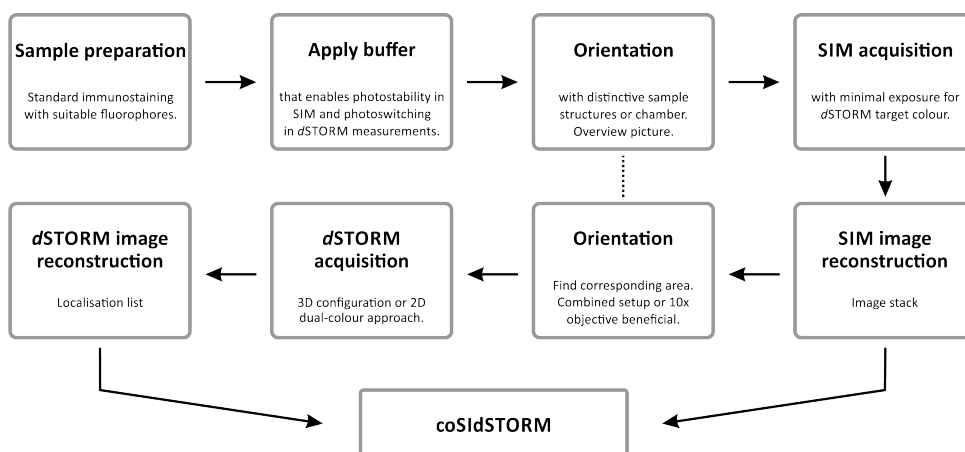 Sample preparation
Standard immunostaining
with suitable fluorophores.
Apply buffer
that enables photostability in
SIM and photoswitching
in dSTORM measurements.
Orientation
with distinctive sample
structures or chamber.
Overview picture.
SIM acquisition
with minimal exposure for
dSTORM target colour.
dSTORM image
reconstruction
Localisation list
dSTORM
acquisition
3D configuration or 2D
dual-colour approach.
Orientation
Find corresponding area.
Combined setup or 10x
objective beneficial.
SIM image
reconstruction
Image stack
coSIdSTORM